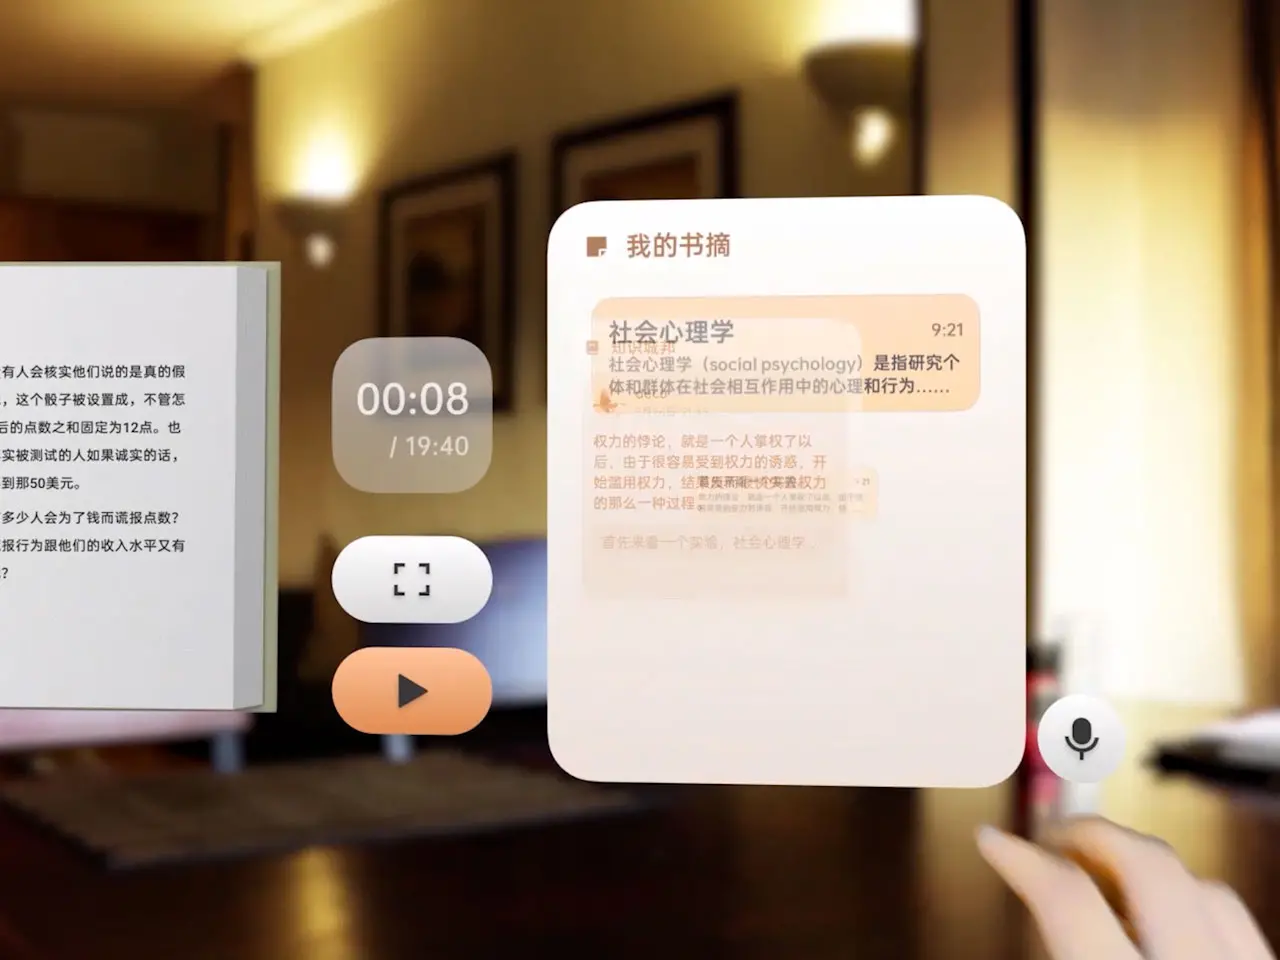 有人会核实他们说的是真的假
，这个骰子被设置成，不管怎
后的点数之和固定为12点。也
实被测试的人如果诚实的话，
到那50美元。
多少人会为了钱而谎报点数？
报行为跟他们的收入水平又有
？
00:08
/ 19:40
我的书摘
社会心理学
9:21
社会心理学（social psychology）是指研究个
体和群体在社会相互作用中的心理和行为……
知识城邦
权力的悖论，就是一个人掌权了以
后，由于很容易受到权力的诱惑，开
始滥用权力，结果
权力
的那么一种过程
首先来看一个实验，社会心理学